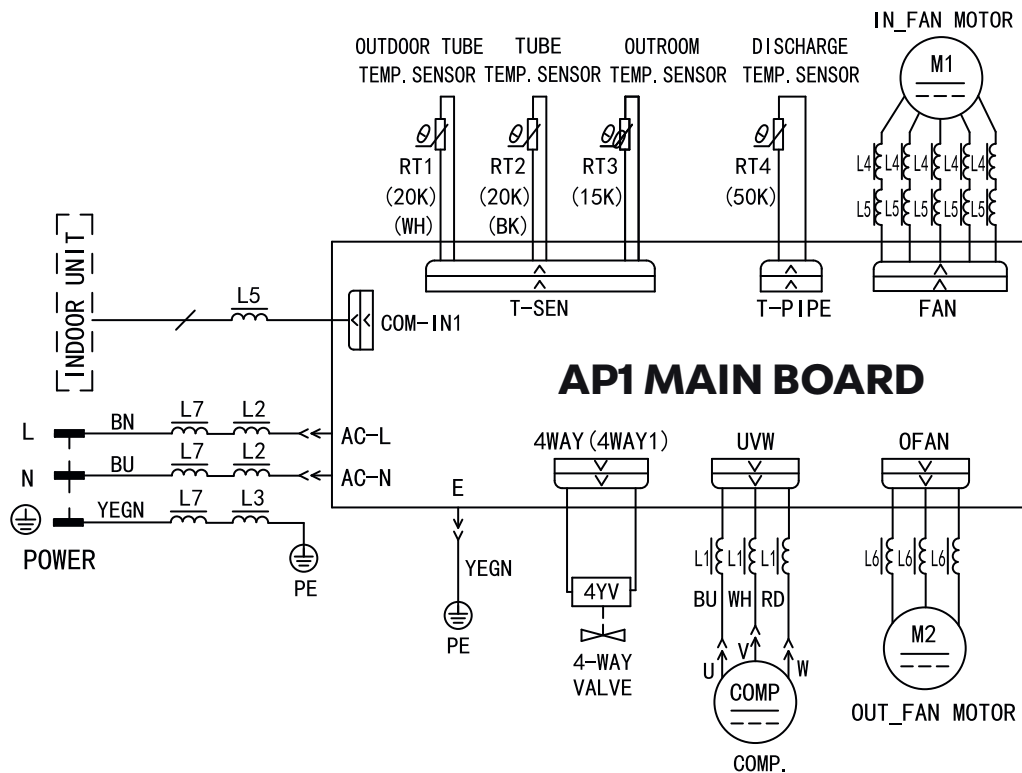 IN_FAN MOTOR
M1
OUTDOOR TUBE
TEMP. SENSOR
TUBE
TEMP. SENSOR
OUTROOM
TEMP. SENSOR
DISCHARGE
TEMP. SENSOR
θ
RT1
(20K)
(WH)
θ
RT2
(20K)
(BK)
θ
RT3
(15K)
θ
RT4
(50K)
L4 L4 L4 L4 L4
L5 L5 L5 L5 L5
T-SEN
T-PIPE
FAN
INDOOR UNIT
L5
COM-IN1
AP1 MAIN BOARD
L
BN
L7
L2
AC-L
N
BU
L7
L2
AC-N
YEGN
L7
L3
PE
POWER
E
YEGN
PE
4WAY(4WAY1)
4YV
4-WAY
VALVE
UVW
L1 L1 L1
BU WH RD
U V W
COMP
COMP.
OFAN
L6 L6 L6
M2
OUT_FAN MOTOR